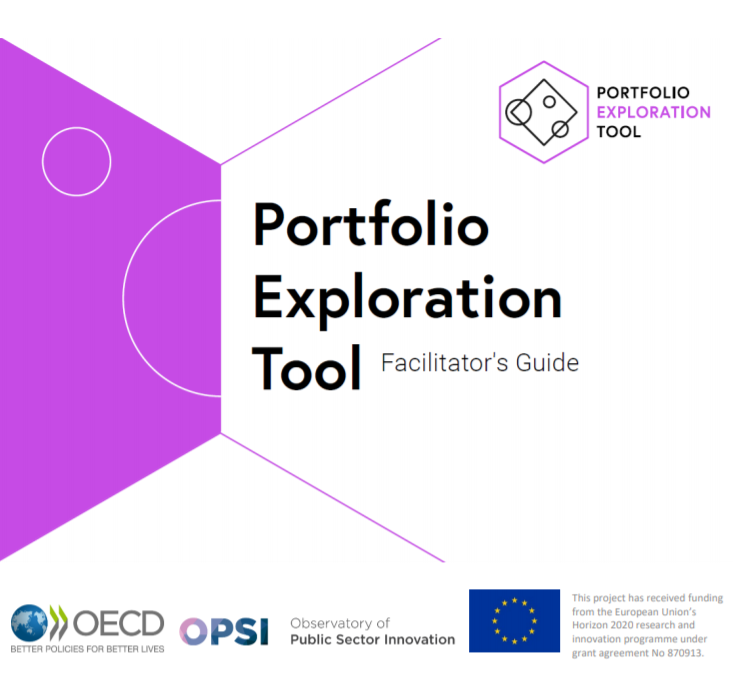 PORTFOLIO
EXPLORATION
TOOL
Portfolio
Exploration
Tool Facilitator's Guide
OECD
BETTER POLICIES FOR BETTER LIVES
OPSI
Observatory of
Public Sector Innovation
This project has received funding
from the European Union's
Horizon 2020 research and
innovation programme under
grant agreement No 870913.